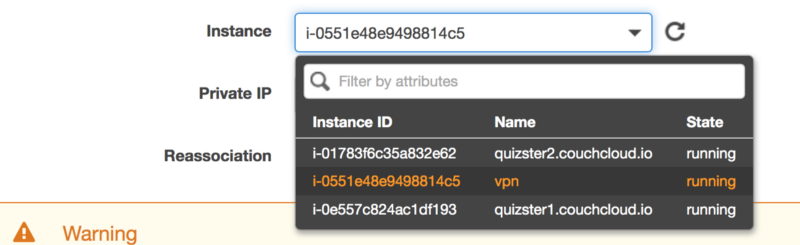 Instance i-0551e48e9498814c5
Filter by attributes
Private IP
Instance ID Name State
i-01783f6c35a832e62 quizster2.couchcloud.io running
Reassociation
i-0551e48e9498814c5 vpn running
i-0e557c824ac1df193 quizster1.couchcloud.io running
Warning